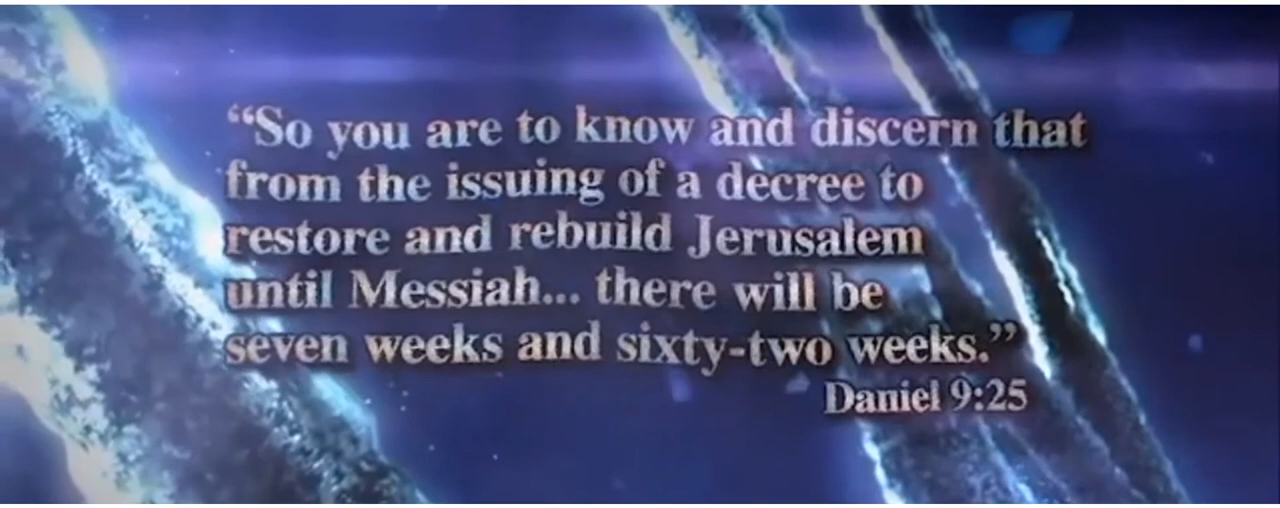 “So you are to know and discern that
from the issuing of a decree to
restore and rebuild Jerusalem
until Messiah... there will be
seven weeks and sixty-two weeks.”
Daniel 9:25